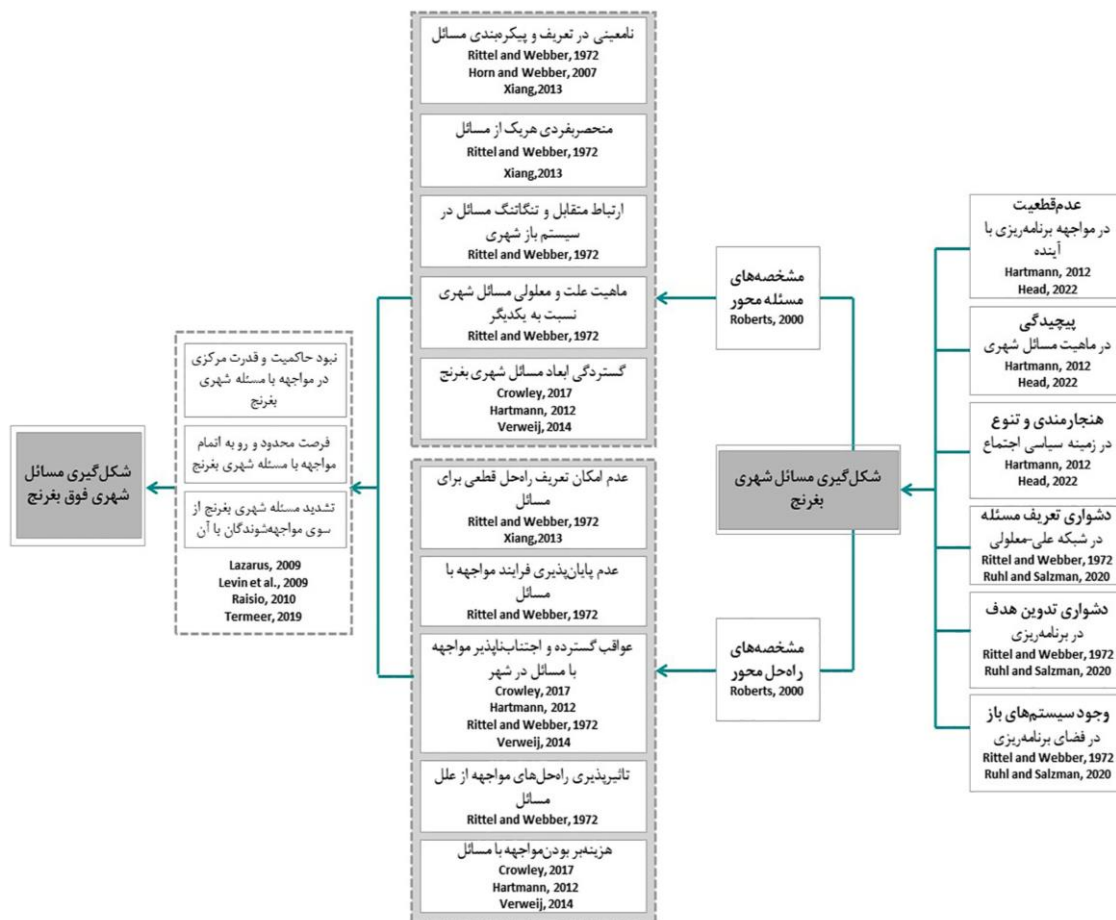 عدم‌قطعیت
در مواجهه برنامه‌ریزی با
آینده
Hartmann, 2012
Head, 2022
پیچیدگی
در ماهیت مسائل شهری
Hartmann, 2012
Head, 2022
هنجارمندی و تنوع
در زمینه سیاسی اجتماع
Hartmann, 2012
Head, 2022
دشواری تعریف مسئله
در شبکه علی-معلولی
Rittel and Webber, 1972
Ruhl and Salzman, 2020
دشواری تدوین هدف
در برنامه‌ریزی
Rittel and Webber, 1972
Ruhl and Salzman, 2020
وجود سیستم‌های باز
در فضای برنامه‌ریزی
Rittel and Webber, 1972
Ruhl and Salzman, 2020
شکل‌گیری مسائل شهری
بغرنج
مشخصه‌های
مسئله محور
Roberts, 2000
مشخصه‌های
راه‌حل محور
Roberts, 2000
نامعینی در تعریف و پیکره‌بندی مسائل
Rittel and Webber, 1972
Horn and Webber, 2007
Xiang,2013
منحصربفردی هریک از مسائل
Rittel and Webber, 1972
Xiang,2013
ارتباط متقابل و تنگاتنگ مسائل در
سیستم باز شهری
Rittel and Webber, 1972
ماهیت علت و معلولی مسائل شهری
نسبت به یکدیگر
Rittel and Webber, 1972
گستردگی ابعاد مسائل شهری بغرنج
Crowley, 2017
Hartmann, 2012
Verweij, 2014
عدم امکان تعریف راه‌حل قطعی برای
مسائل
Rittel and Webber, 1972
Xiang,2013
عدم پایان‌پذیری فرایند مواجهه با
مسائل
Rittel and Webber, 1972
عواقب گسترده و اجتناب‌ناپذیر مواجهه
با مسائل در شهر
Crowley, 2017
Hartmann, 2012
Rittel and Webber, 1972
Verweij, 2014
تاثیرپذیری راه‌حل‌های مواجهه از علل
مسائل
Rittel and Webber, 1972
هزینه‌بر بودن‌مواجهه با مسائل
Crowley, 2017
Hartmann, 2012
Verweij, 2014
نبود حاکمیت و قدرت مرکزی
در مواجهه با مسئله شهری
بغرنج
فرصت محدود و رو به اتمام
مواجهه با مسئله شهری بغرنج
تشدید مسئله شهری بغرنج از
سوی مواجهه‌شوندگان با آن
Lazarus, 2009
Levin et al., 2009
Raisio, 2010
Termeer, 2019
شکل‌گیری مسائل
شهری فوق بغرنج